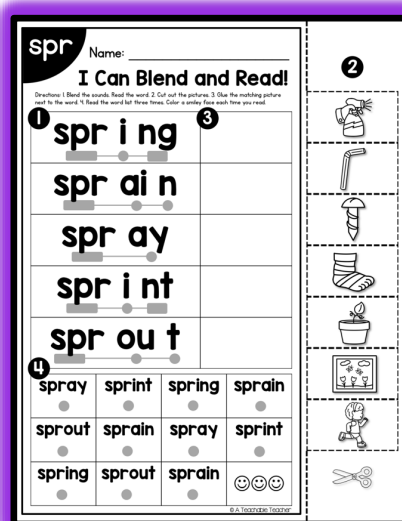 spr
Name:
I Can Blend and Read!
Directions: 1. Blend the sounds. Read the word. 2. Cut out the pictures. 3. Glue the matching picture
next to the word. 4. Read the word list three times. Color a smiley face each time you read.
1
3
spr i ng
spr ai n
spr ay
spr i nt
spr ou t
2
4
spray sprint spring sprain
sprout sprain spray sprint
spring sprout sprain
© A Teachable Teacher